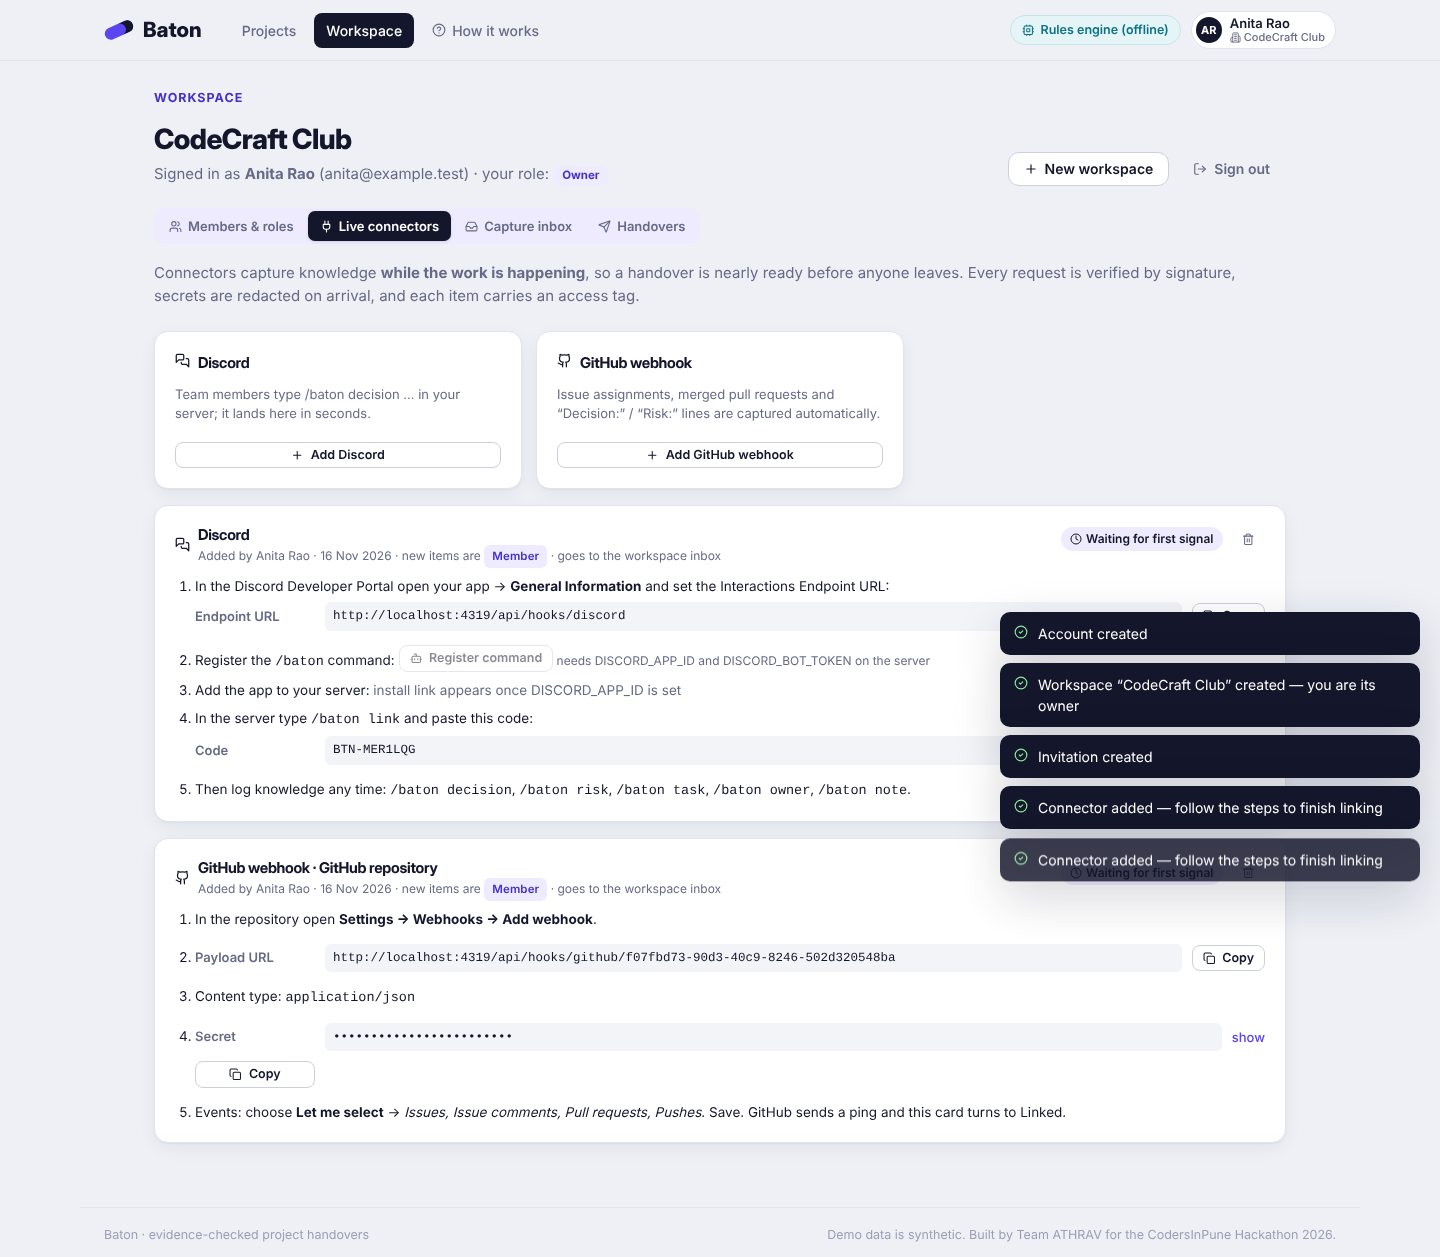 Baton
Projects
Workspace
How it works
Rules engine (offline)
AR
Anita Rao
CodeCraft Club
WORKSPACE
CodeCraft Club
Signed in as Anita Rao (anita@example.test) · your role: Owner
New workspace
Sign out
Members & roles
Live connectors
Capture inbox
Handovers
Connectors capture knowledge while the work is happening, so a handover is nearly ready before anyone leaves. Every request is verified by signature,
secrets are redacted on arrival, and each item carries an access tag.
Discord
Team members type /baton decision ... in your
server; it lands here in seconds.
Add Discord
GitHub webhook
Issue assignments, merged pull requests and
“Decision:” / “Risk:” lines are captured automatically.
Add GitHub webhook
Discord
Added by Anita Rao · 16 Nov 2026 · new items are Member · goes to the workspace inbox
Waiting for first signal
1. In the Discord Developer Portal open your app → General Information and set the Interactions Endpoint URL:
Endpoint URL
http://localhost:4319/api/hooks/discord
2. Register the /baton command: Register command needs DISCORD_APP_ID and DISCORD_BOT_TOKEN on the server
3. Add the app to your server: install link appears once DISCORD_APP_ID is set
4. In the server type /baton link and paste this code:
Code
BTN-MER1LQG
5. Then log knowledge any time: /baton decision, /baton risk, /baton task, /baton owner, /baton note.
Account created
Workspace “CodeCraft Club” created — you are its
owner
Invitation created
Connector added — follow the steps to finish linking
Connector added — follow the steps to finish linking
GitHub webhook · GitHub repository
Added by Anita Rao · 16 Nov 2026 · new items are Member · goes to the workspace inbox
Waiting for first signal
1. In the repository open Settings → Webhooks → Add webhook.
2. Payload URL
http://localhost:4319/api/hooks/github/f07fbd73-90d3-40c9-8246-502d320548ba
Copy
3. Content type: application/json
4. Secret
••••••••••••••••••••••••
show
Copy
5. Events: choose Let me select → Issues, Issue comments, Pull requests, Pushes. Save. GitHub sends a ping and this card turns to Linked.
Baton · evidence-checked project handovers
Demo data is synthetic. Built by Team ATHRAV for the CodersInPune Hackathon 2026.